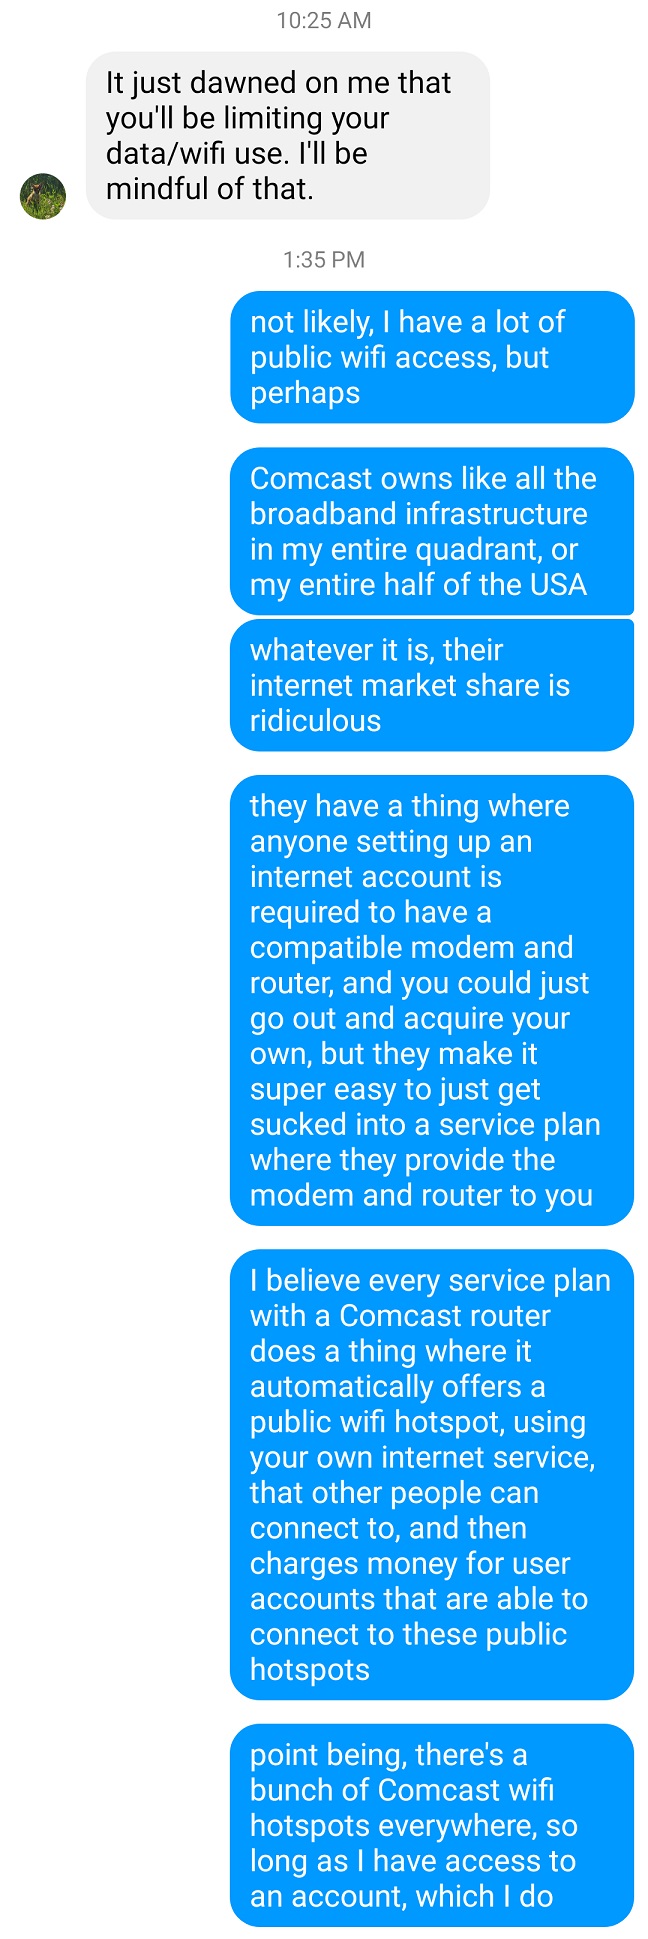 10:25 AM
It just dawned on me that
you'll be limiting your
data/wifi use. I'll be
mindful of that.
1:35 PM
not likely, I have a lot of
public wifi access, but
perhaps
Comcast owns like all the
broadband infrastructure
in my entire quadrant, or
my entire half of the USA
whatever it is, their
internet market share is
ridiculous
they have a thing where
anyone setting up an
internet account is
required to have a
compatible modem and
router, and you could just
go out and acquire your
own, but they make it
super easy to just get
sucked into a service plan
where they provide the
modem and router to you
I believe every service plan
with a Comcast router
does a thing where it
automatically offers a
public wifi hotspot, using
your own internet service,
that other people can
connect to, and then
charges money for user
accounts that are able to
connect to these public
hotspots
point being, there's a
bunch of Comcast wifi
hotspots everywhere, so
long as I have access to
an account, which I do